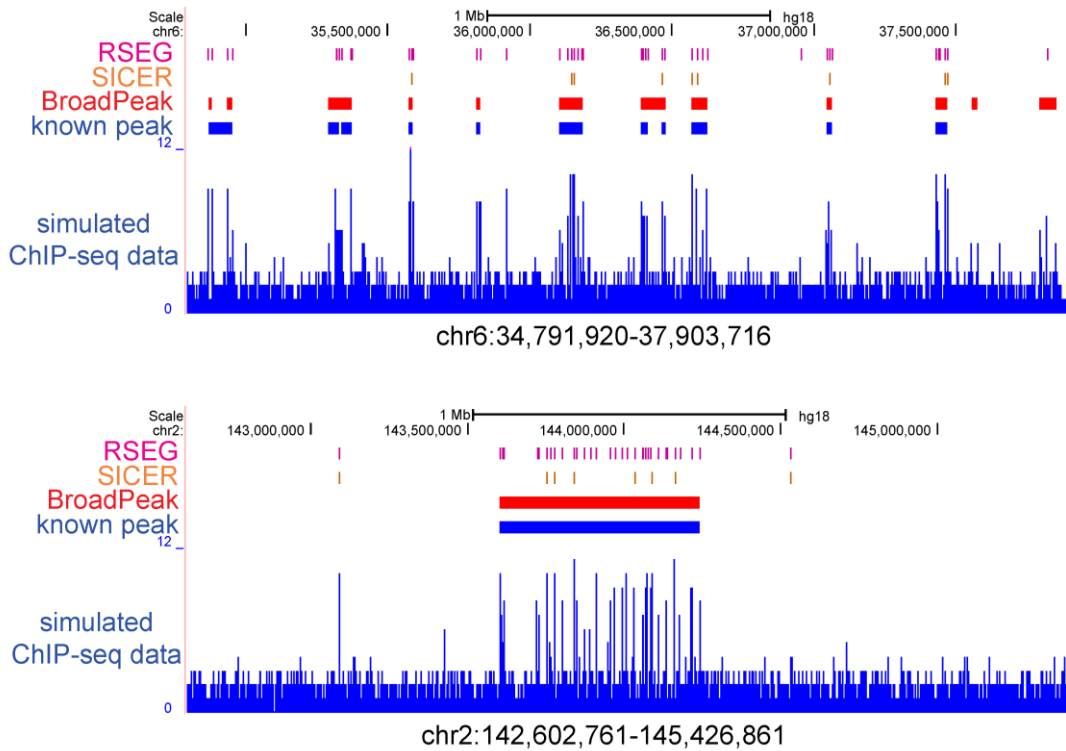 Scale 1 Mb hg18
chr6: 35,500,000 36,000,000 36,500,000 37,000,000 37,500,000
RSEG
SICER
BroadPeak
known peak
12
simulated
ChIP-seq data
0
chr6:34,791,920-37,903,716
Scale 1 Mb hg18
chr2: 143,000,000 143,500,000 144,000,000 144,500,000 145,000,000
RSEG
SICER
BroadPeak
known peak
12
simulated
ChIP-seq data
0
chr2:142,602,761-145,426,861